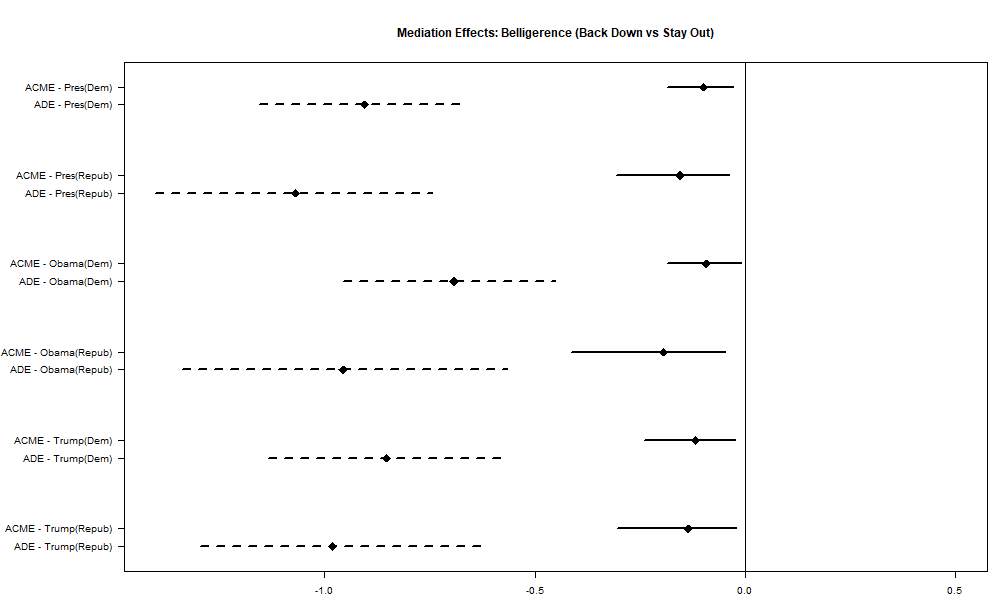 Mediation Effects: Belligerence (Back Down vs Stay Out)
ACME - Pres(Dem)
ADE - Pres(Dem)
ACME - Pres(Repub)
ADE - Pres(Repub)
ACME - Obama(Dem)
ADE - Obama(Dem)
ACME - Obama(Repub)
ADE - Obama(Repub)
ACME - Trump(Dem)
ADE - Trump(Dem)
ACME - Trump(Repub)
ADE - Trump(Repub)
-1.0 -0.5 0.0 0.5